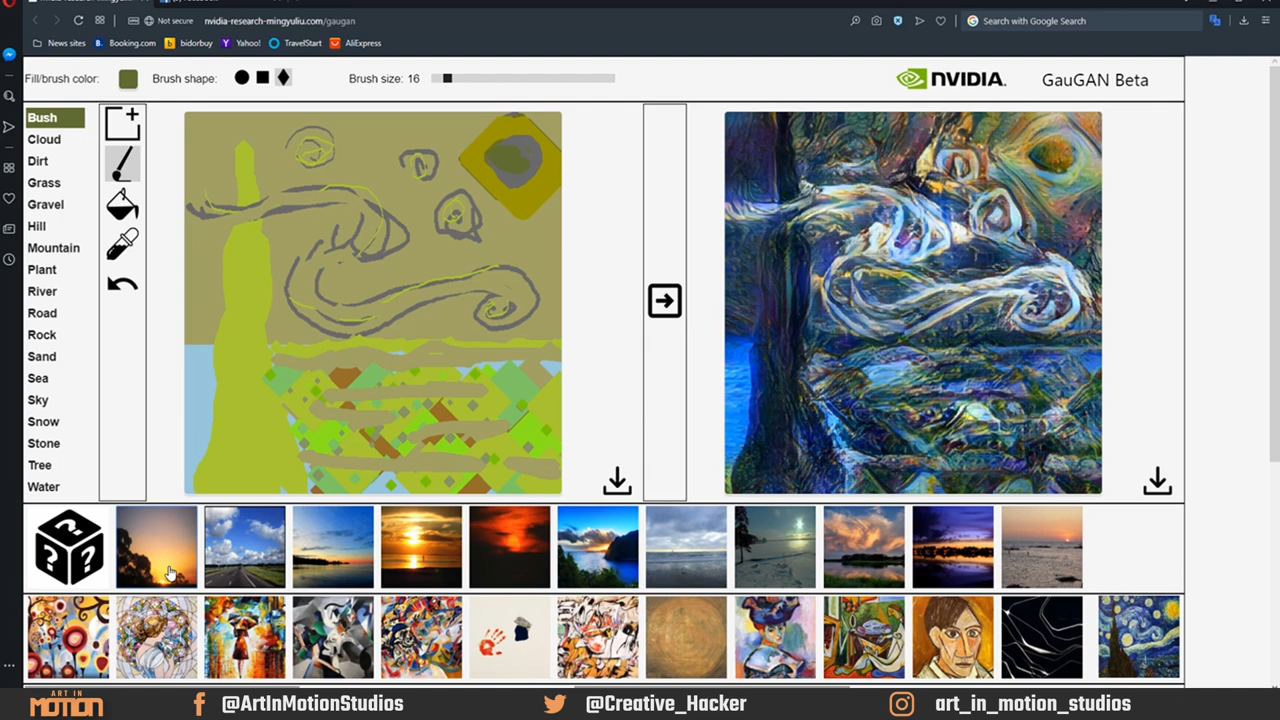 Not secure nvidia-research-mingyuliu.com/gaugan Search with Google Search
News sites B. Booking.com b bidorbuy Y Yahoo! TravelStart AliExpress
Fill/brush color: Brush shape: Brush size: 16 NVIDIA. GauGAN Beta
Bush
Cloud
Dirt
Grass
Gravel
Hill
Mountain
Plant
River
Road
Rock
Sand
Sea
Sky
Snow
Stone
Tree
Water
ART IN
MOTION
@ArtInMotionStudios @Creative_Hacker art_in_motion_studios